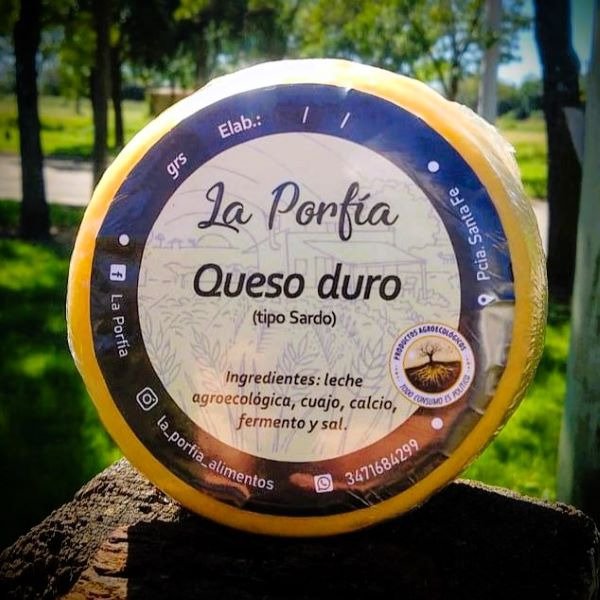 grs
Elab.: / /
La Porfía
Queso duro
(tipo Sardo)
Ingredientes: leche
agroecológica, cuajo, calcio,
fermento y sal.
PRODUCTOS AGROECOLÓGICOS
TODO CONSUMO ES POLÍTICO
Pcia. Santa Fe
La Porfía
la_porfia_alimentos
3471684299